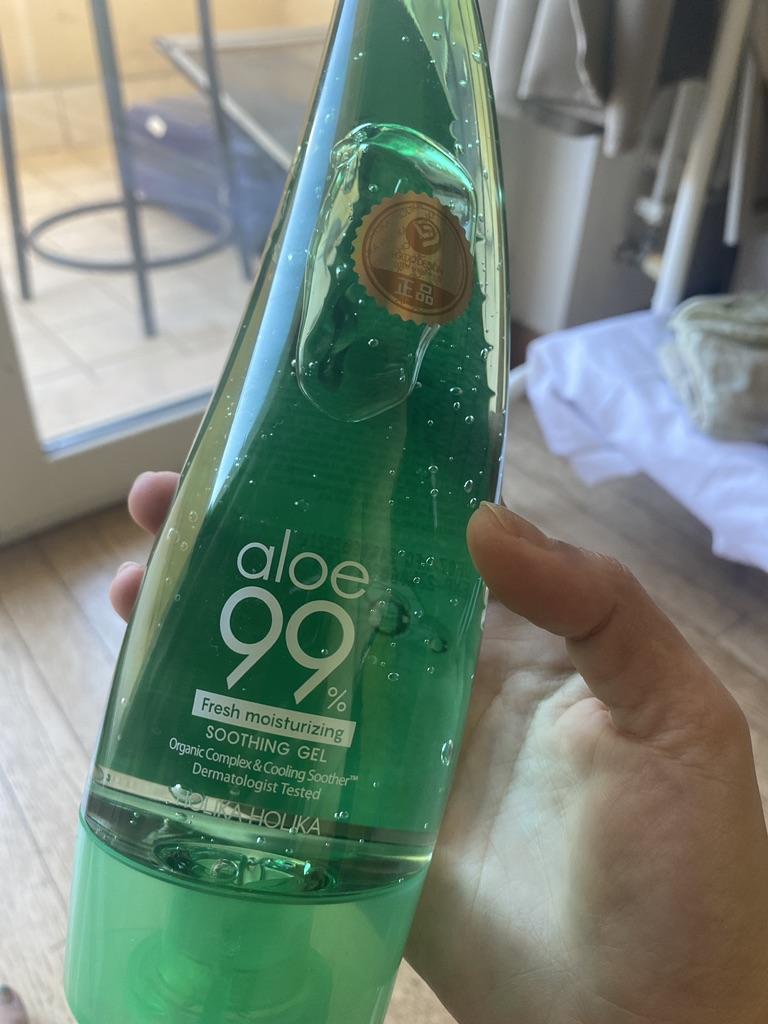 正品
aloe
99%
Fresh moisturizing
SOOTHING GEL
Organic Complex & Cooling Soother™
Dermatologist Tested
HOLIKA HOLIKA